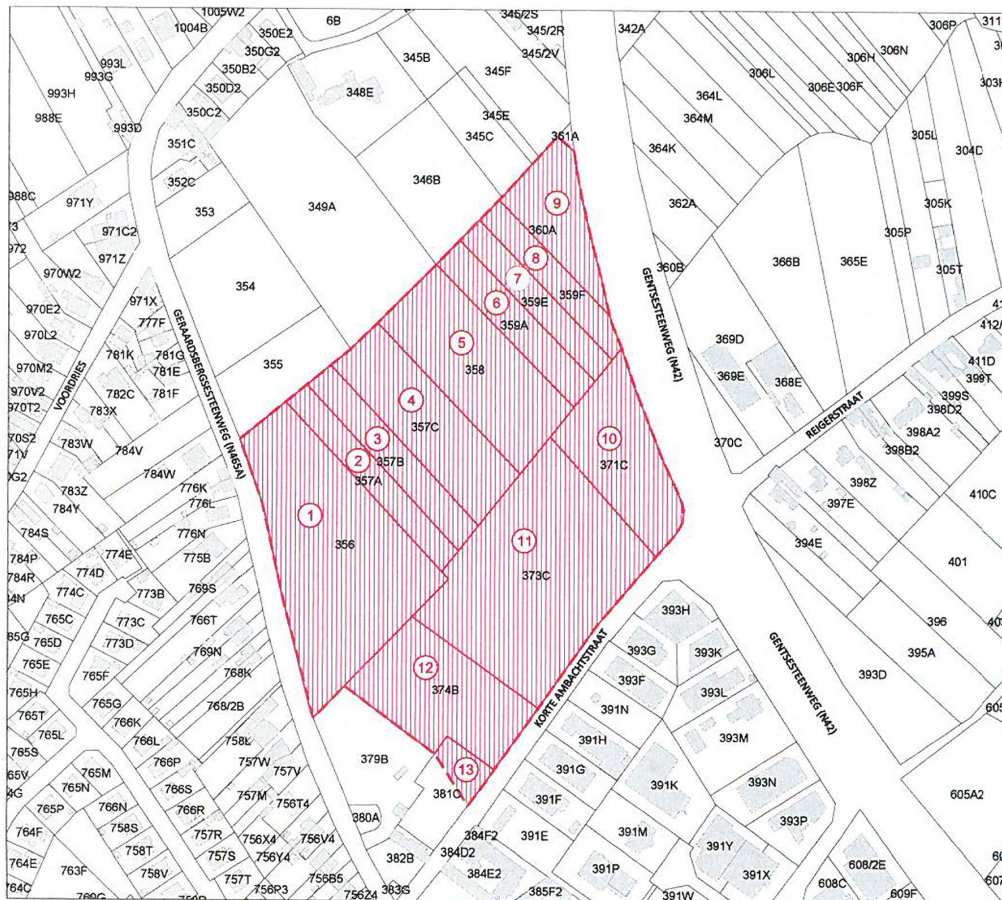 1005W2
6B
345/2S
342A
306P
311
1004B
350E2
345/2R
350G2
345/2V
306N
306H
993L
345B
350B2
993G
345F
306L
993H
350D2
348E
306E
306F
303K
364L
988E
350C2
345E
364M
993D
345C
361A
305L
351C
364K
304D
346B
352C
988C
971Y
9
362A
305K
353
349A
972
971C2
360A
305P
971Z
8
360B
366B
365E
305T
970W2
7
354
6
359E
359F
971X
970E2
777F
359A
412A
970L2
GENTSESTEENWEG (N42)
369D
5
781K
781G
411D
355
358
970M2
781E
369E
368E
399T
970V2
782C
781F
4
399S
970T2
VOORDRIES
783X
REIGERSTRAAT
398D2
357C
GERAARDSBERGSESTEENWEG (N465A)
783W
784V
3
10
370C
398A2
398B2
357B
2
371C
784W
357A
783Z
776K
398Z
410C
784Y
776L
397E
1
784S
776N
11
394E
356
784P
774E
775B
401
784R
774D
373C
769S
774C
773B
393H
765C
773C
766T
396
765D
773D
393G
393K
769N
395A
765E
12
765F
768K
393F
393D
374B
393L
765H
765G
768/2B
391N
KORTE AMBACHTSTRAAT
GENTSESTEENWEG (N42)
765T
766K
393M
765L
766L
758L
391H
765S
757W
379B
766P
757V
13
391G
765M
393N
391K
765N
766S
757M
381C
391F
605A2
765P
766N
766R
756T4
380A
393P
764F
758S
757R
756X4
756V4
384F2
391E
391M
758T
757S
756Y4
382B
384D2
391Y
764E
763F
758V
757T
756B5
384E2
391P
391X
608/2E
756P3
756Z4
383G
385F2
391W
608C
609F